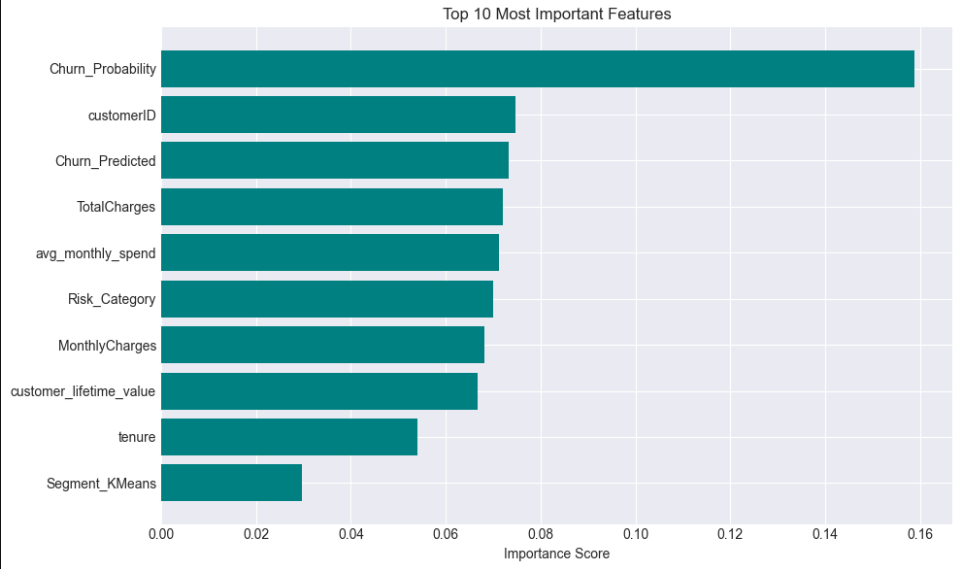 Top 10 Most Important Features
Churn_Probability
customerID
Churn_Predicted
TotalCharges
avg_monthly_spend
Risk_Category
MonthlyCharges
customer_lifetime_value
tenure
Segment_KMeans
0.00 0.02 0.04 0.06 0.08 0.10 0.12 0.14 0.16
Importance Score